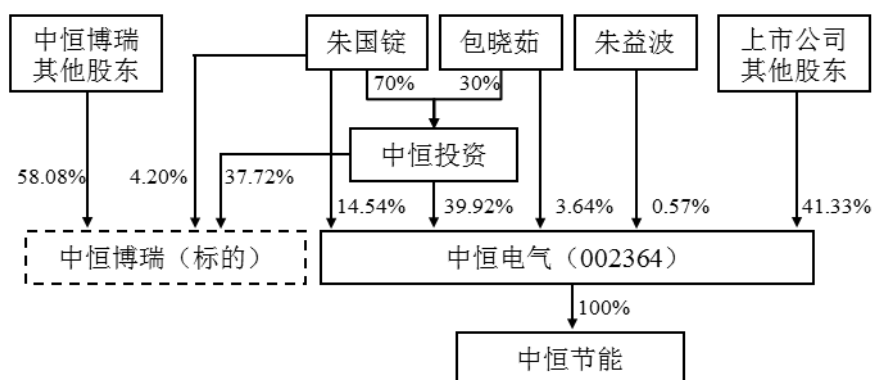 中恒博瑞
其他股东
朱国锭
包晓茹
朱益波
上市公司
其他股东
70%
30%
中恒投资
58.08%
4.20%
37.72%
14.54%
39.92%
3.64%
0.57%
41.33%
中恒博瑞（标的）
中恒电气（002364）
100%
中恒节能